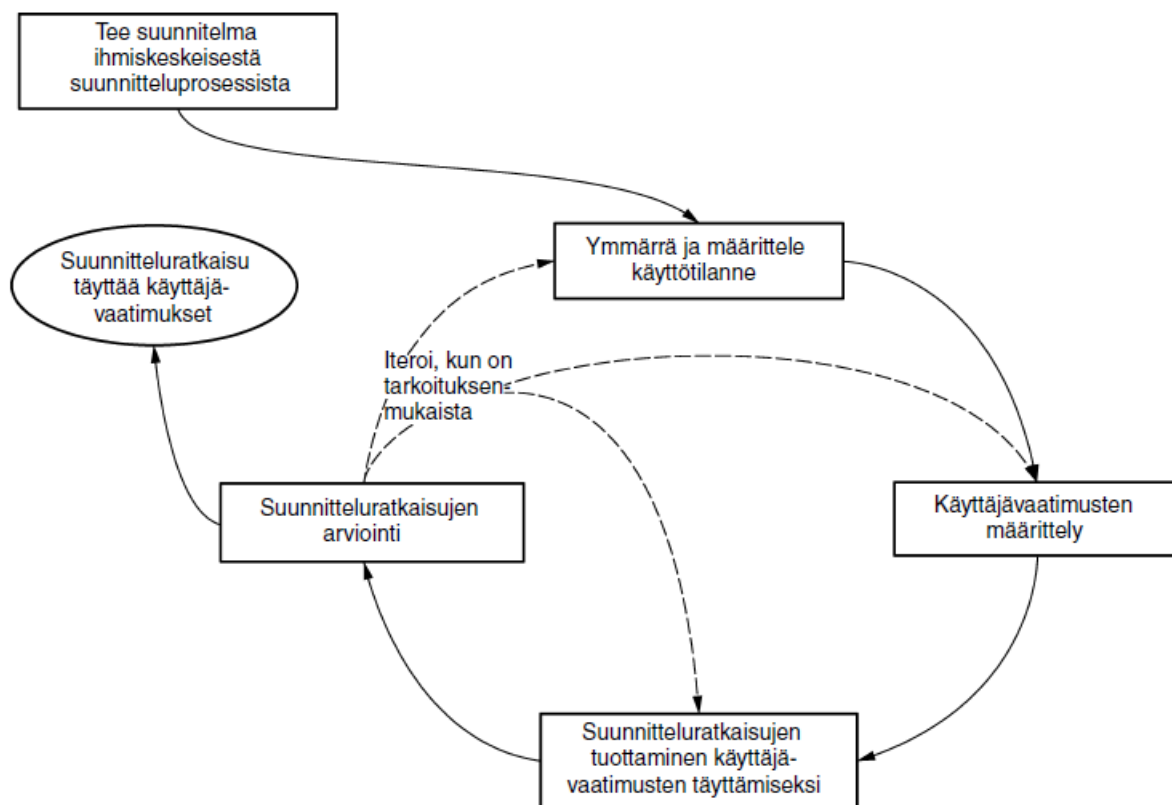 Tee suunnitelma
ihmiskeskeisestä
suunnitteluprosessista
Ymmärrä ja määrittele
käyttötilanne
Suunnitteluratkaisu
täyttää käyttäjä-
vaatimukset
Iteroi, kun on
tarkoituksen-
mukaista
Suunnitteluratkaisujen
arviointi
Käyttäjävaatimusten
määrittely
Suunnitteluratkaisujen
tuottaminen käyttäjä-
vaatimusten täyttämiseksi